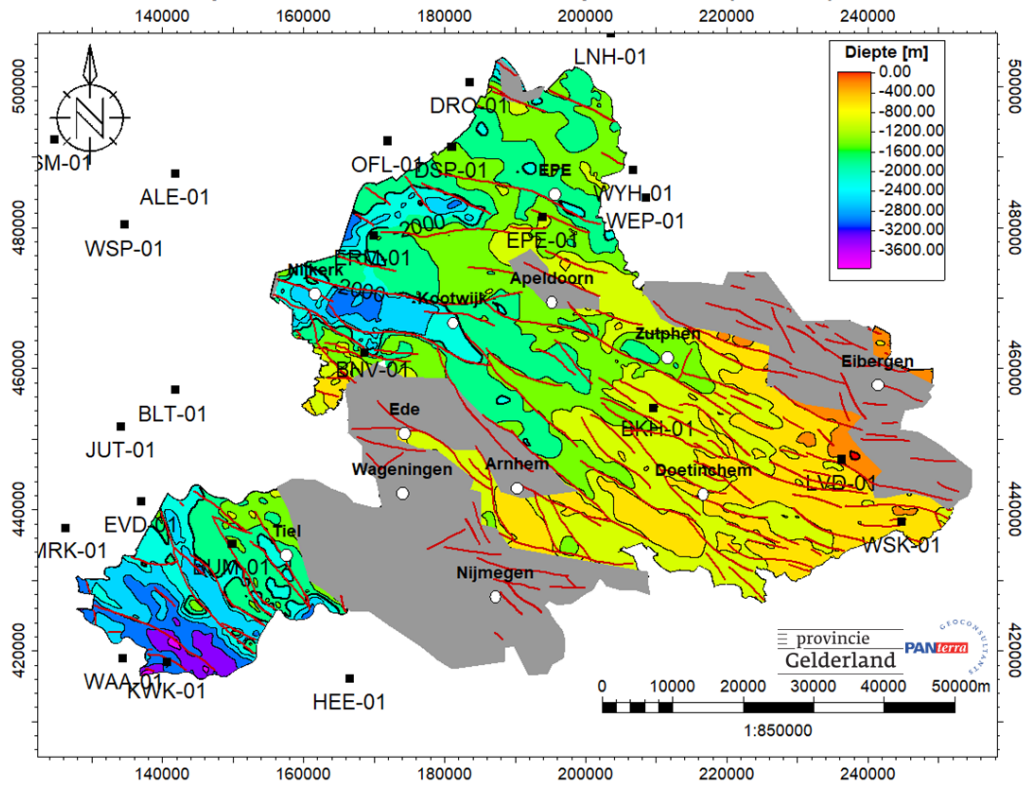 140000 160000 180000 200000 220000 240000
LNH-01
Diepte [m]
0.00
-400.00
-800.00
-1200.00
-1600.00
-2000.00
-2400.00
-2800.00
-3200.00
-3600.00
500000
500000
DRO-01
N
SM-01
OFL-01
DSP-01
EPE
ALE-01
WYH-01
WEP-01
480000
480000
WSP-01
2000
EPE-01
ERM-01
Nijkerk
Apeldoorn
2000
Kootwijk
Zutphen
460000
460000
Eibergen
BNV-01
BLT-01
Ede
BKH-01
JUT-01
Wageningen
Arnhem
Doetinchem
LVD-01
440000
440000
EVD-01
MRK-01
Tiel
WSK-01
BUM-01
Nijmegen
420000
420000
provincie
Gelderland
PANterra
GEOCONSULTANTS
WAA-01
KWK-01
HEE-01
0 10000 20000 30000 40000 50000m
1:850000
140000 160000 180000 200000 220000 240000